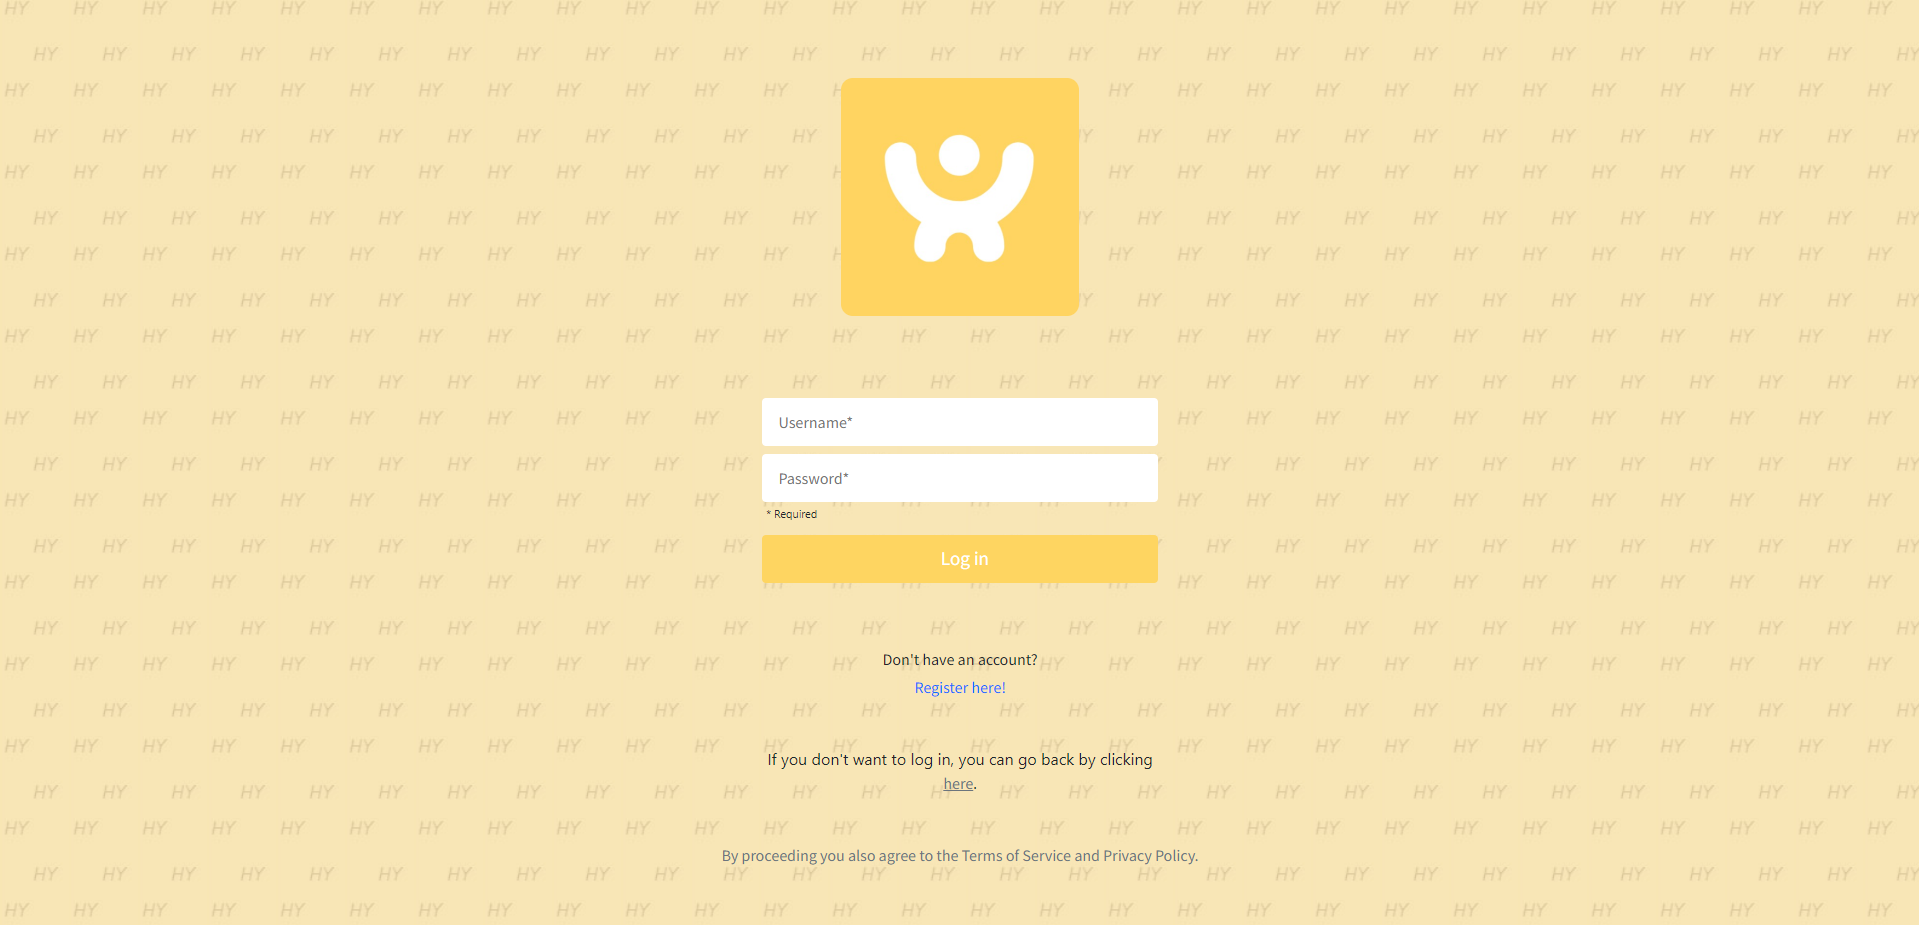 Username*
Password*
* Required
Log in
Don't have an account?
Register here!
If you don't want to log in, you can go back by clicking
here.
By proceeding you also agree to the Terms of Service and Privacy Policy.
HY